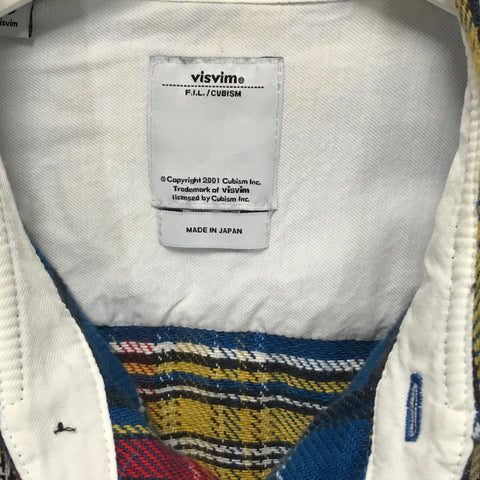 visvim
visvim®
F.I.L./CUBISM
© Copyright 2001 Cubism Inc.
Trademark of visvim
licensed by Cubism Inc.
MADE IN JAPAN